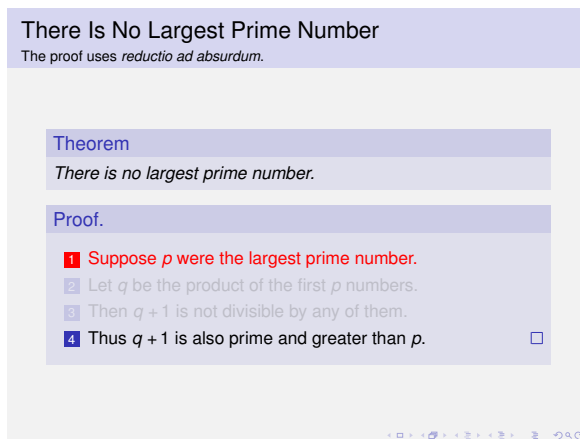 There Is No Largest Prime Number
The proof uses reductio ad absurdum.
Theorem
There is no largest prime number.
Proof.
1 Suppose p were the largest prime number.
2 Let q be the product of the first p numbers.
3 Then q + 1 is not divisible by any of them.
4 Thus q + 1 is also prime and greater than p.